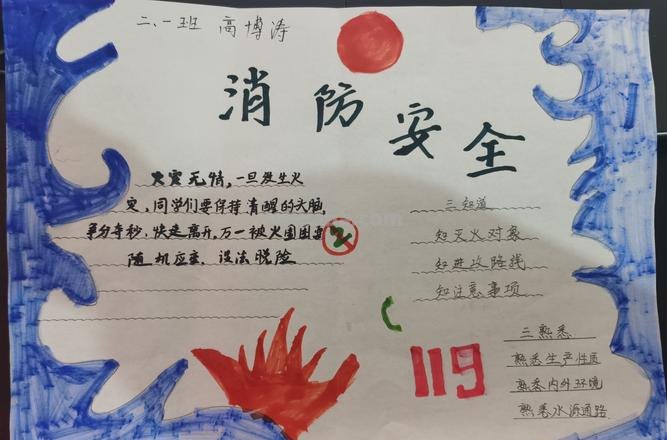 二、一班 高博涛
消防安全
火灾无情,一旦发生火
灾,同学们要保持清醒的头脑,
争分夺秒,快速离开,万一被火围困要
随机应变,设法脱险
三知道
知灭火对象
知进攻路线
知注意事项
119
三熟悉
熟悉生产性质
熟悉内外环境
熟悉水源通路